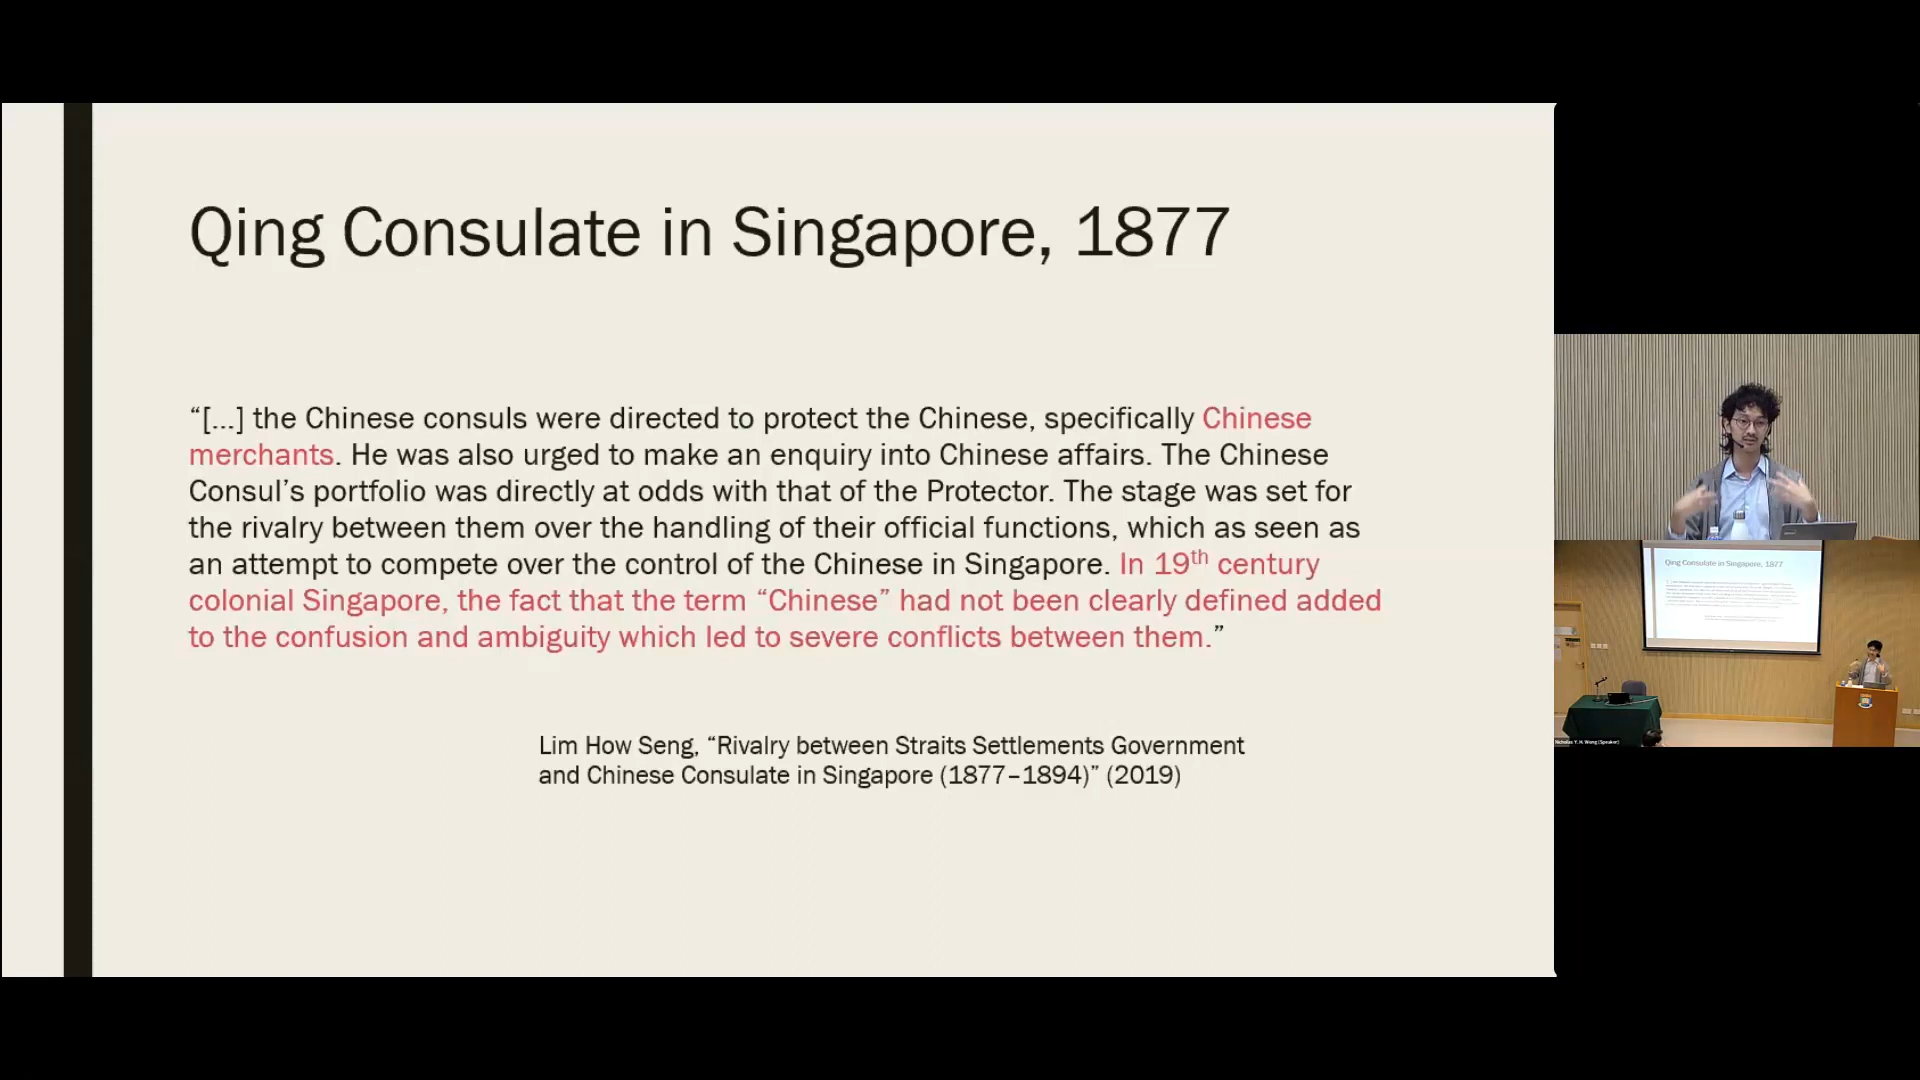 Qing Consulate in Singapore, 1877
“[...] the Chinese consuls were directed to protect the Chinese, specifically Chinese
merchants. He was also urged to make an enquiry into Chinese affairs. The Chinese
Consul’s portfolio was directly at odds with that of the Protector. The stage was set for
the rivalry between them over the handling of their official functions, which as seen as
an attempt to compete over the control of the Chinese in Singapore. In 19th century
colonial Singapore, the fact that the term “Chinese” had not been clearly defined added
to the confusion and ambiguity which led to severe conflicts between them.”
Lim How Seng, “Rivalry between Straits Settlements Government
and Chinese Consulate in Singapore (1877–1894)” (2019)
Qing Consulate in Singapore, 1877
Nicholas Y. H. Wong (Speaker)